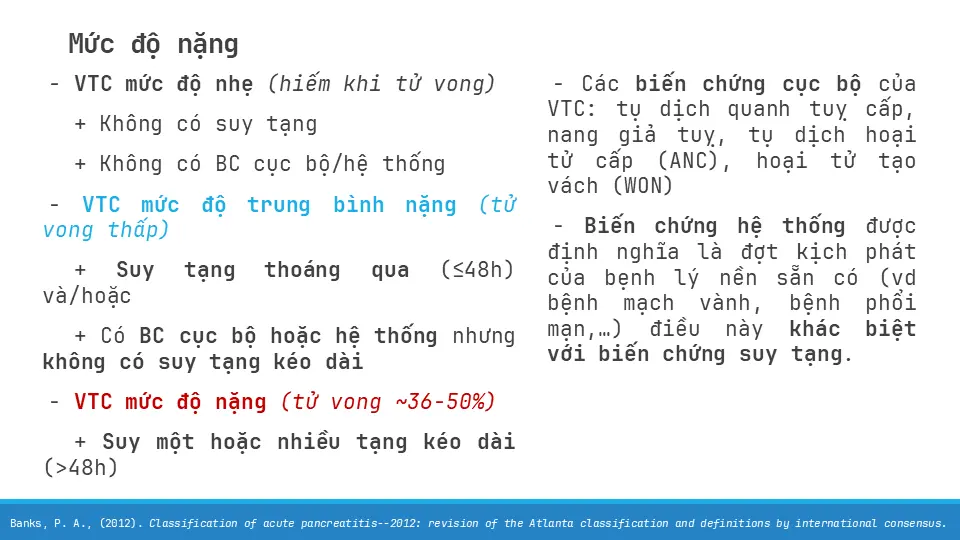 Mức độ nặng
- VTC mức độ nhẹ (hiếm khi tử vong)
+ Không có suy tạng
+ Không có BC cục bộ/hệ thống
- VTC mức độ trung bình nặng (tử
vong thấp)
+ Suy tạng thoáng qua (≤48h)
và/hoặc
+ Có BC cục bộ hoặc hệ thống nhưng
không có suy tạng kéo dài
- VTC mức độ nặng (tử vong ~36-50%)
+ Suy một hoặc nhiều tạng kéo dài
(>48h)
- Các biến chứng cục bộ của
VTC: tụ dịch quanh tuỵ cấp,
nang giả tuỵ, tụ dịch hoại
tử cấp (ANC), hoại tử tạo
vách (WON)
- Biến chứng hệ thống được
định nghĩa là đợt kịch phát
của bẹnh lý nền sẵn có (vd
bệnh mạch vành, bệnh phổi
mạn,…) điều này khác biệt
với biến chứng suy tạng.
Banks, P. A., (2012). Classification of acute pancreatitis--2012: revision of the Atlanta classification and definitions by international consensus.